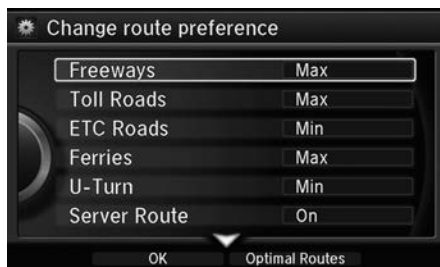 Change route preference
Freeways Max
Toll Roads Max
ETC Roads Min
Ferries Max
U-Turn Min
Server Route On
OK Optimal Routes